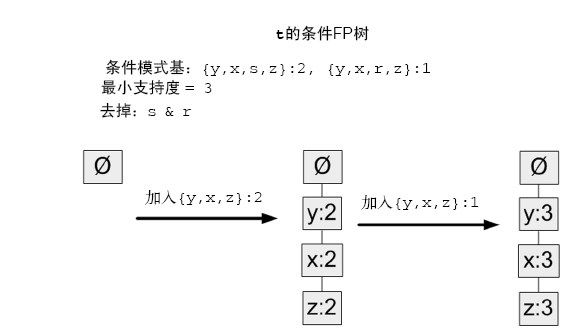 t的条件FP树
条件模式基: {y,x,s,z}:2, {y,x,r,z}:1
最小支持度 = 3
去掉: s & r
Ø
Ø
Ø
加入{y,x,z}:2
加入{y,x,z}:1
y:2
y:3
x:2
x:3
z:2
z:3